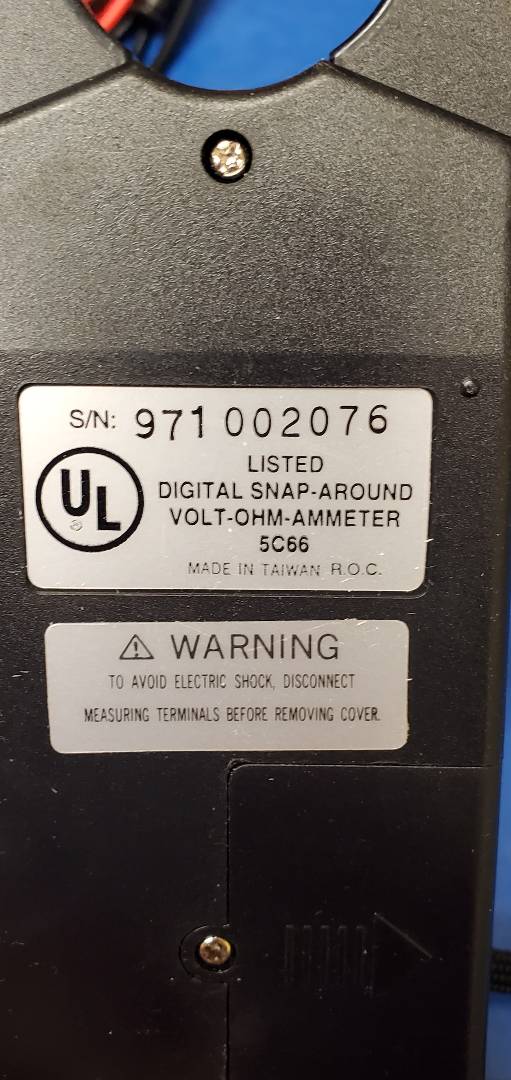 S/N: 971 002076
UL
®
LISTED
DIGITAL SNAP-AROUND
VOLT-OHM-AMMETER
5C66
MADE IN TAIWAN R.O.C.
⚠ WARNING
TO AVOID ELECTRIC SHOCK, DISCONNECT
MEASURING TERMINALS BEFORE REMOVING COVER.